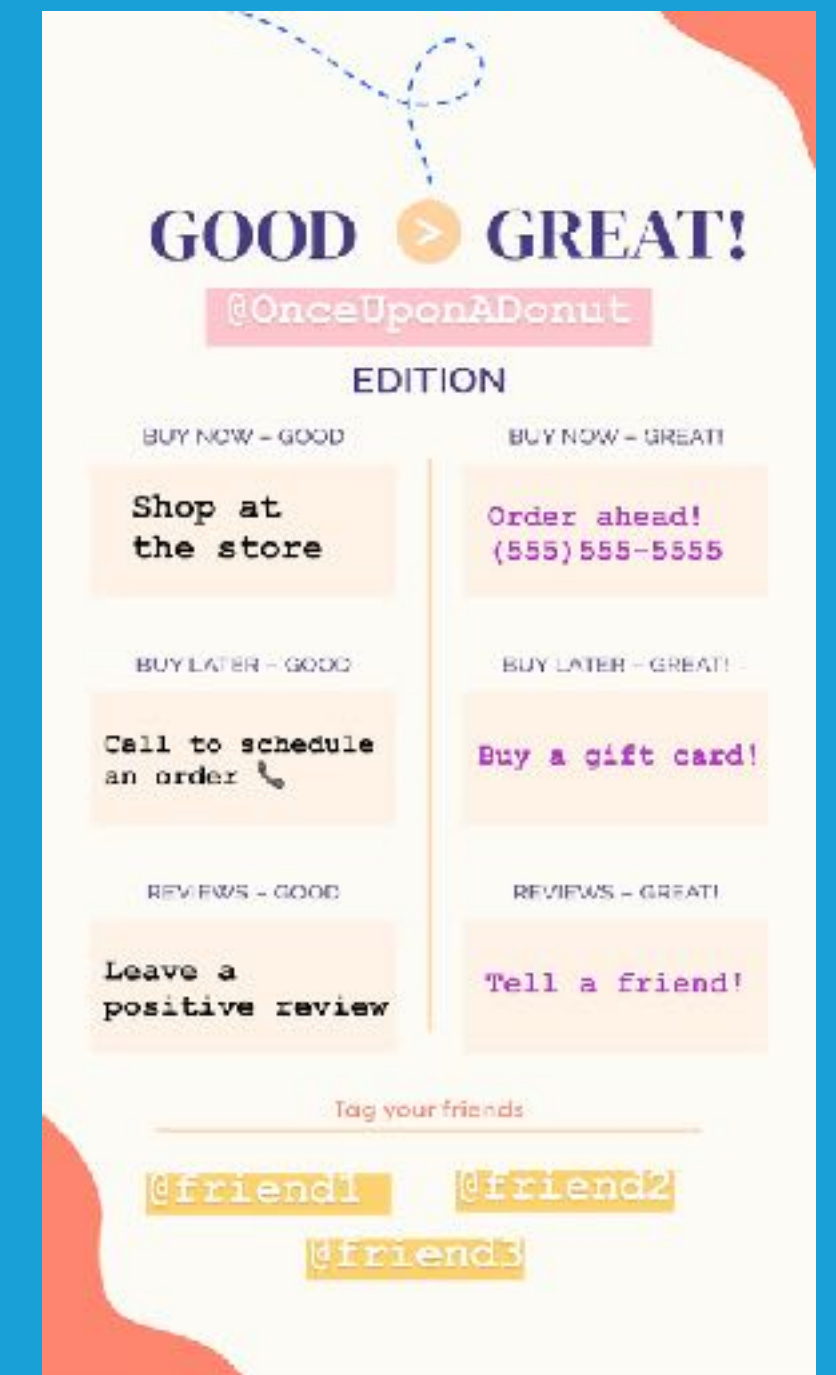 GOOD > GREAT!
@OnceUponADonut
EDITION
BUY NOW – GOOD
Shop at
the store
BUY NOW – GREAT!
Order ahead!
(555)555-5555
BUY LATER – GOOD
Call to schedule
an order 📞
BUY LATER – GREAT!
Buy a gift card!
REVIEWS – GOOD
Leave a
positive review
REVIEWS – GREAT!
Tell a friend!
Tag your friends
@friend1
@friend2
@friend3